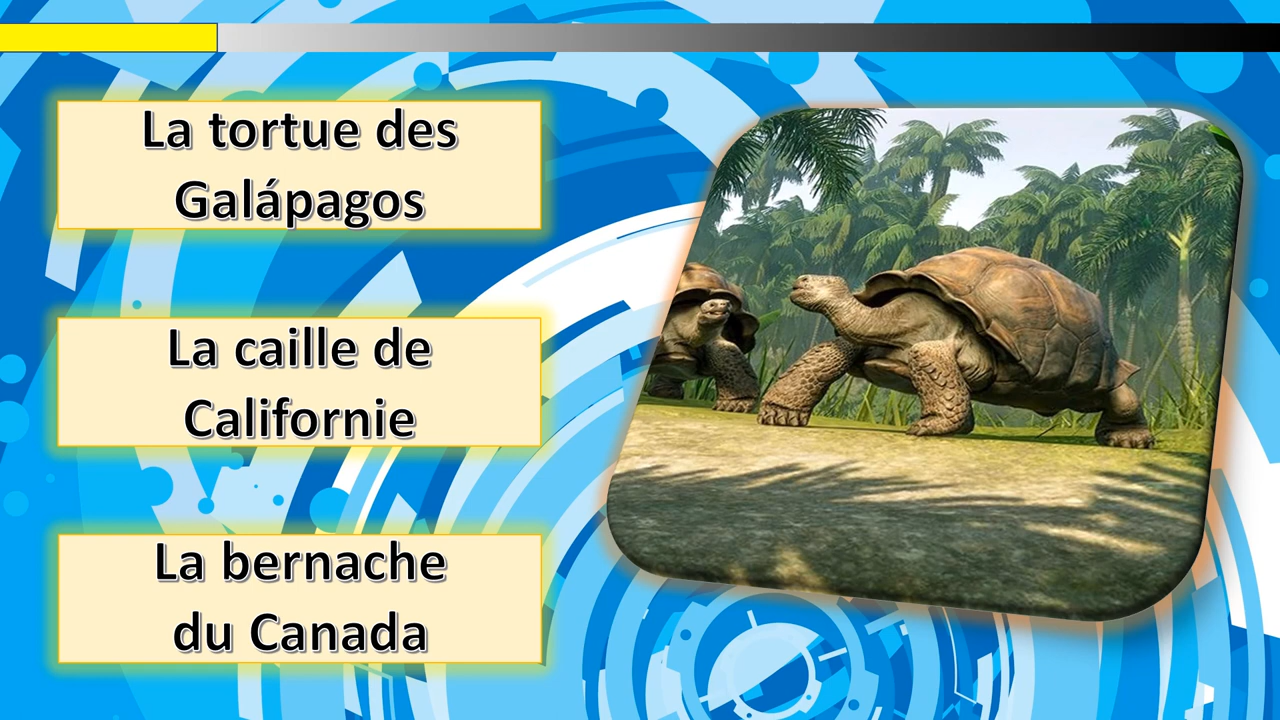 La tortue des
Galápagos
La caille de
Californie
La bernache
du Canada